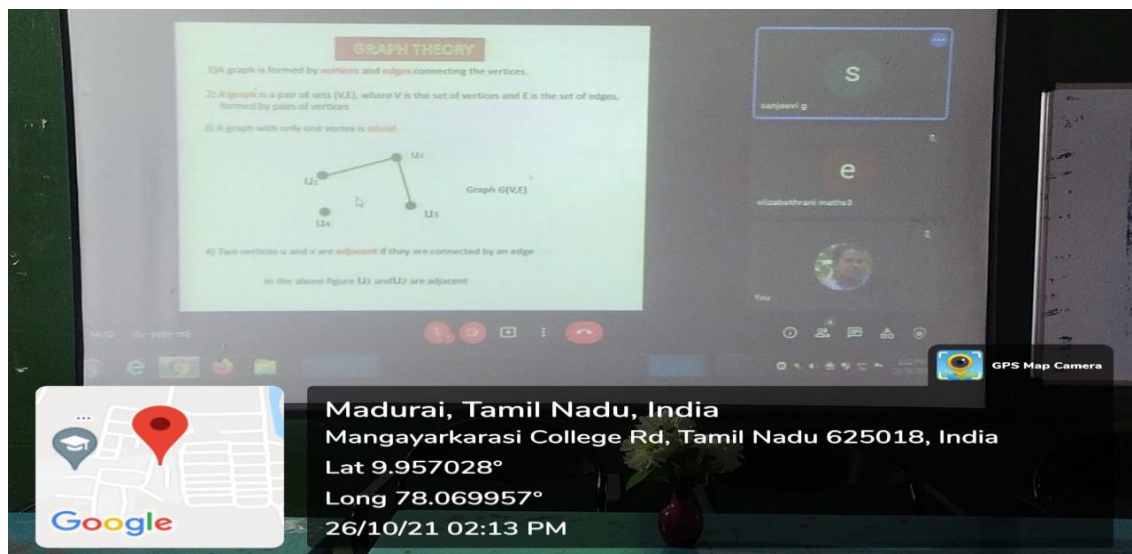 GRAPH THEORY
1)A graph is formed by vertices and edges connecting the vertices.
2) A graph is a pair of sets (V,E), where V is the set of vertices and E is the set of edges,
formed by pairs of vertices
3) A graph with only one vertex is trivial
U1
U2
U3
U4
Graph G(V,E)
4) Two vertices u and v are adjacent if they are connected by an edge
In the above figure U1 and U2 are adjacent
S
sanjeevi g
e
elizabethrani maths3
You
GPS Map Camera
Google
Madurai, Tamil Nadu, India
Mangayarkarasi College Rd, Tamil Nadu 625018, India
Lat 9.957028°
Long 78.069957°
26/10/21 02:13 PM